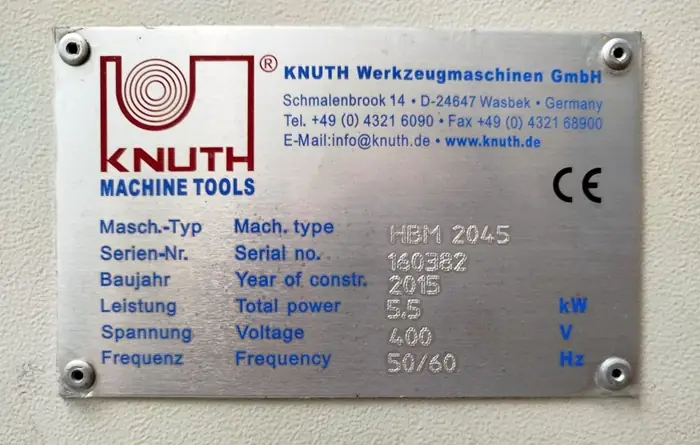 KNUTH
MACHINE TOOLS
®
KNUTH Werkzeugmaschinen GmbH
Schmalenbrook 14 • D-24647 Wasbek • Germany
Tel. +49 (0) 4321 6090 • Fax +49 (0) 4321 68900
E-Mail:info@knuth.de • www.knuth.de
CE
Masch.-Typ Mach. type HBM 2045
Serien-Nr. Serial no. 160382
Baujahr Year of constr. 2015
Leistung Total power 5.5 kW
Spannung Voltage 400 V
Frequenz Frequency 50/60 Hz